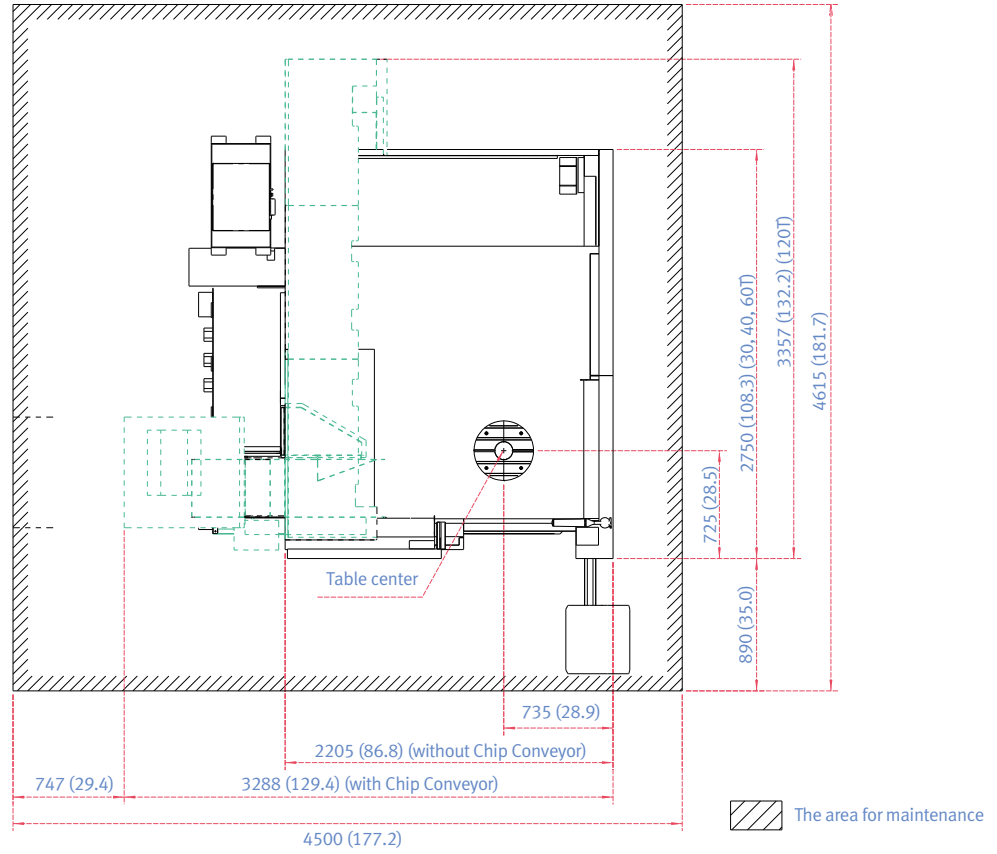 2750 (108.3) (30, 40, 60T)
3357 (132.2) (120T)
4615 (181.7)
725 (28.5)
Table center
890 (35.0)
735 (28.9)
2205 (86.8) (without Chip Conveyor)
747 (29.4)
3288 (129.4) (with Chip Conveyor)
The area for maintenance
4500 (177.2)